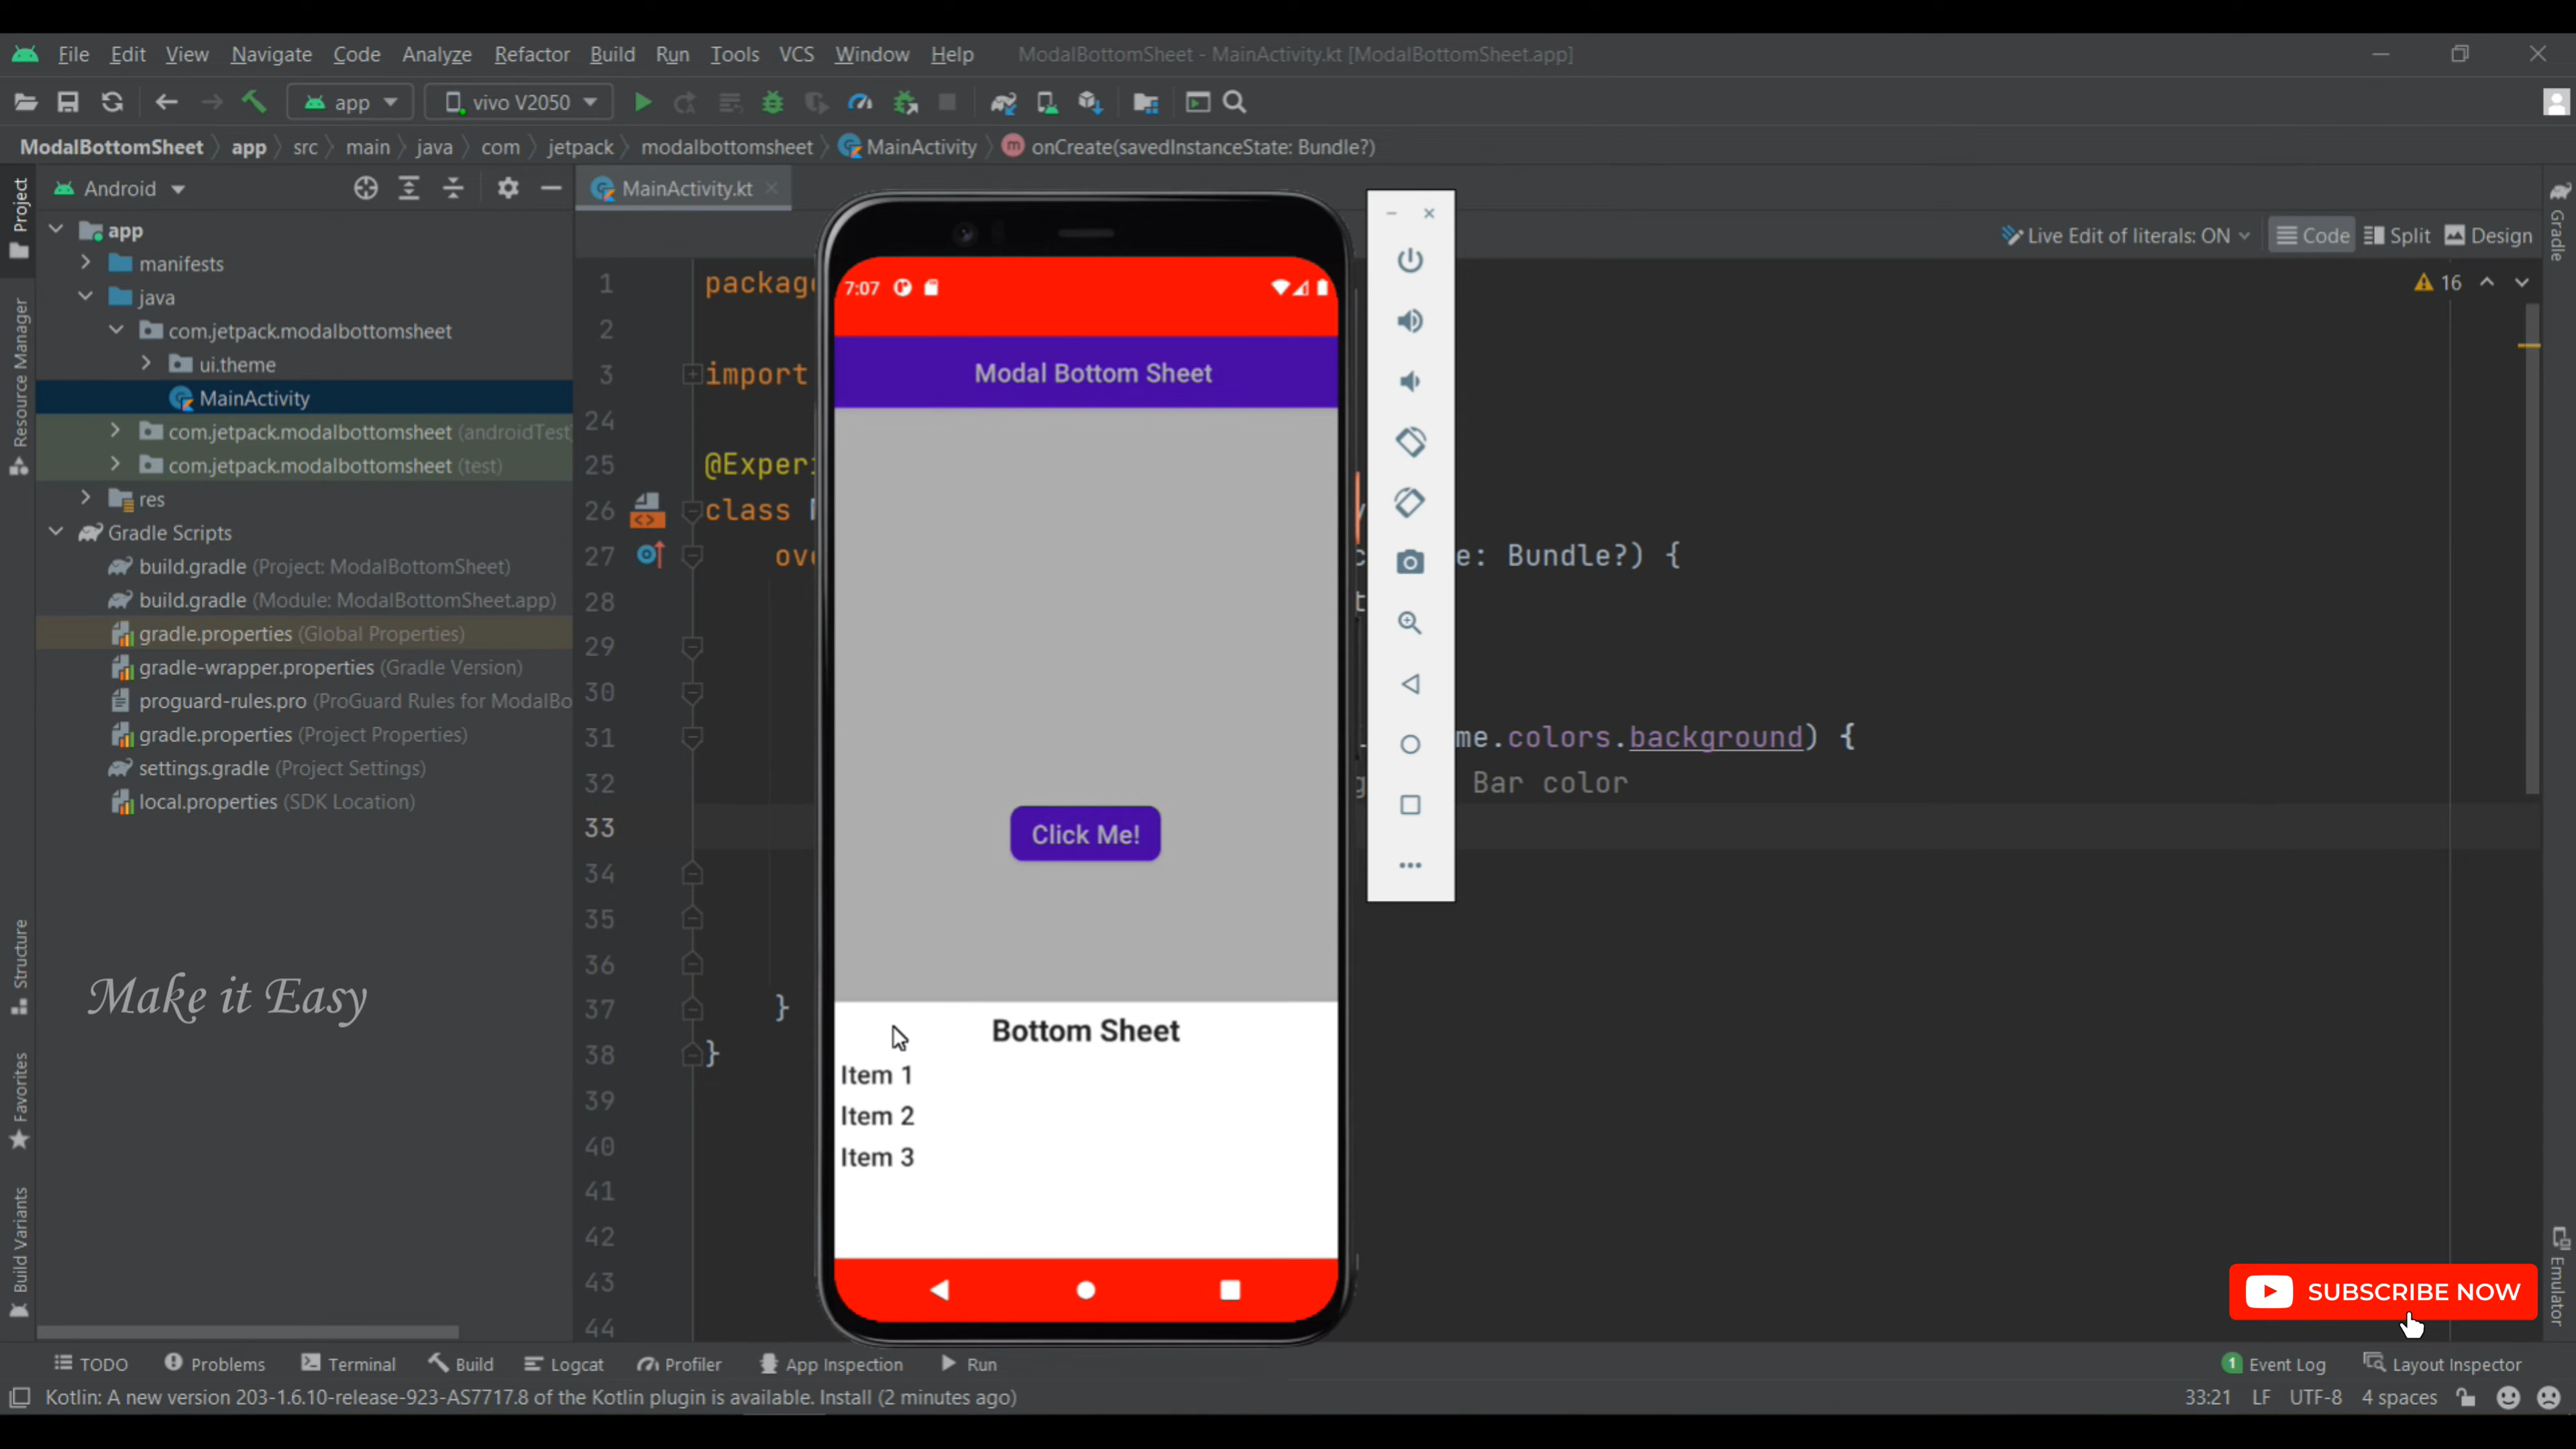 File Edit View Navigate Code Analyze Refactor Build Run Tools VCS Window Help ModalBottomSheet - MainActivity.kt [ModalBottomSheet.app]
app vivo V2050
ModalBottomSheet app src main java com jetpack modalbottomsheet MainActivity m onCreate(savedInstanceState: Bundle?)
Project
Android
MainActivity.kt
Live Edit of literals: ON Code Split Design
Gradle
app
manifests
java
com.jetpack.modalbottomsheet
ui.theme
MainActivity
com.jetpack.modalbottomsheet (androidTest
com.jetpack.modalbottomsheet (test)
res
Gradle Scripts
build.gradle (Project: ModalBottomSheet)
build.gradle (Module: ModalBottomSheet.app)
gradle.properties (Global Properties)
gradle-wrapper.properties (Gradle Version)
proguard-rules.pro (ProGuard Rules for ModalBo
gradle.properties (Project Properties)
settings.gradle (Project Settings)
local.properties (SDK Location)
Resource Manager
Structure
Favorites
Build Variants
Make it Easy
16
1 packag
2
3 import
24
25 @Experi
26 class
27 ov e: Bundle?) {
28 t
29
30
31 me.colors.background) {
32 g Bar color
33
34
35
36
37 }
38 }
39
40
41
42
43
44
7:07
Modal Bottom Sheet
Click Me!
Bottom Sheet
Item 1
Item 2
Item 3
SUBSCRIBE NOW
Emulator
TODO Problems Terminal Build Logcat Profiler App Inspection Run 1 Event Log Layout Inspector
Kotlin: A new version 203-1.6.10-release-923-AS7717.8 of the Kotlin plugin is available. Install (2 minutes ago) 33:21 LF UTF-8 4 spaces